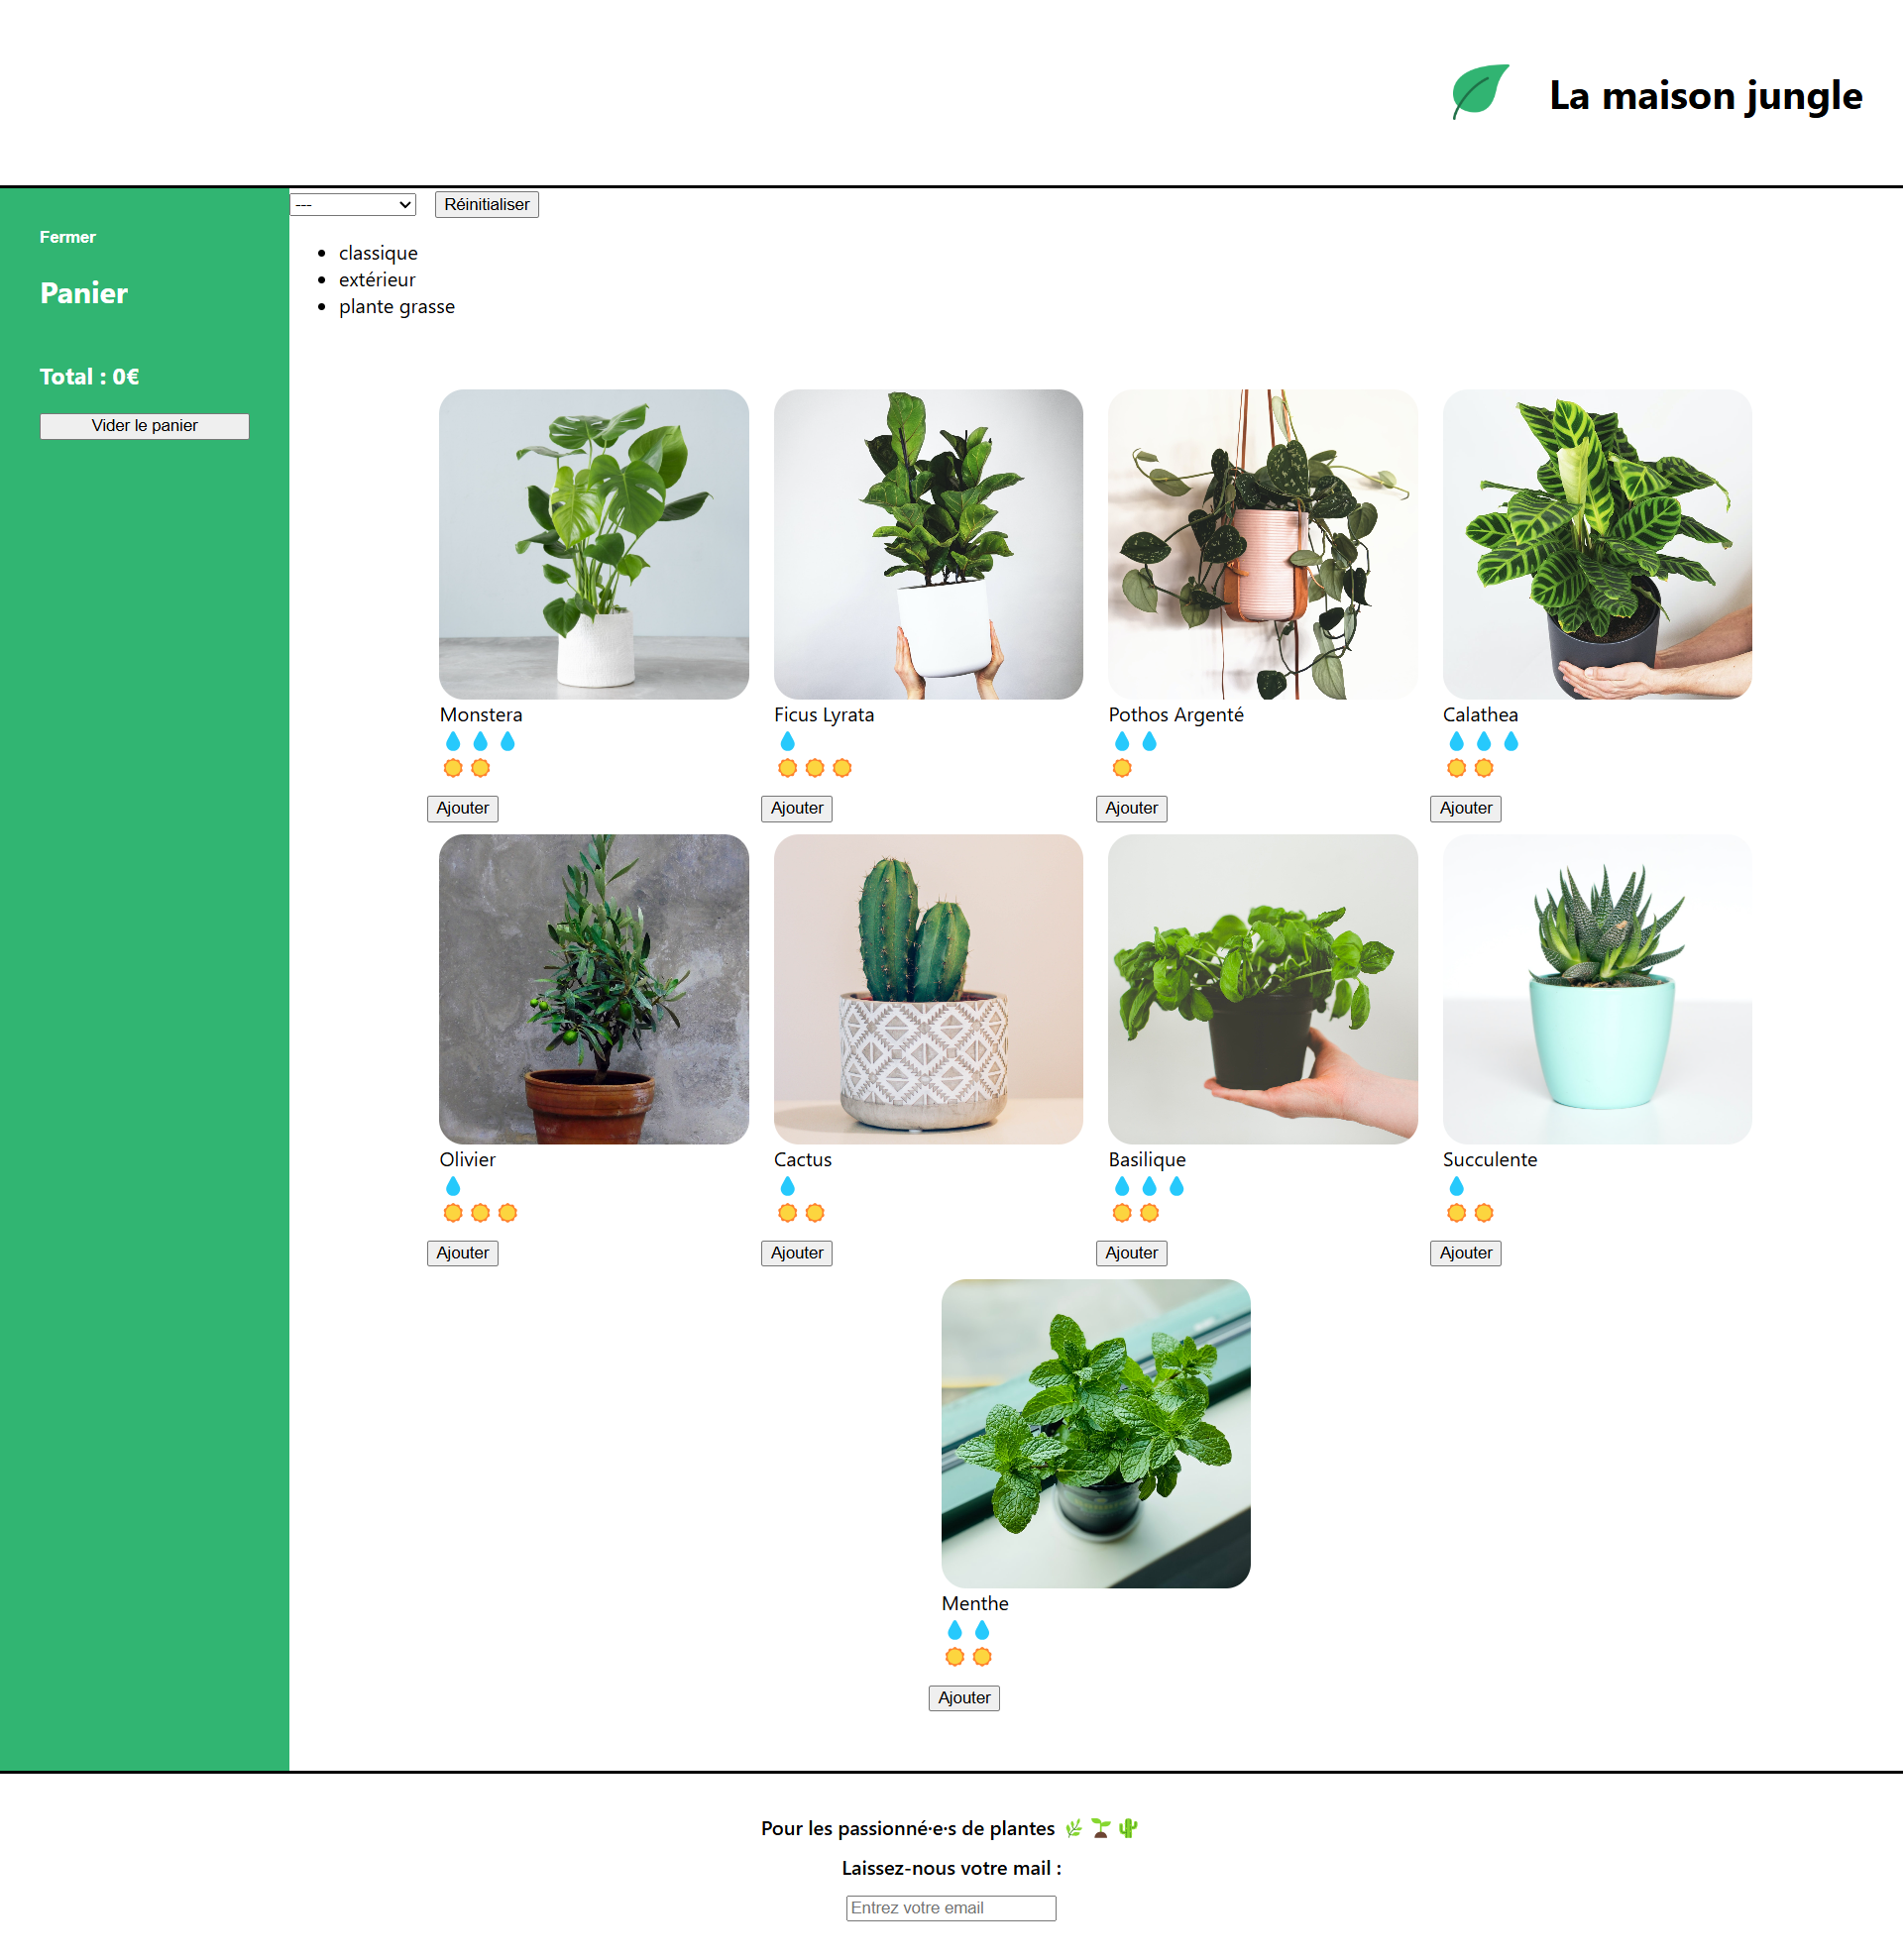 La maison jungle
Fermer
Panier
Total : 0€
Vider le panier
---
Réinitialiser
classique
extérieur
plante grasse
Monstera
Ajouter
Ficus Lyrata
Ajouter
Pothos Argenté
Ajouter
Calathea
Ajouter
Olivier
Ajouter
Cactus
Ajouter
Basilique
Ajouter
Succulente
Ajouter
Menthe
Ajouter
Pour les passionné·e·s de plantes 🌿🌱🌵
Laissez-nous votre mail :
Entrez votre email